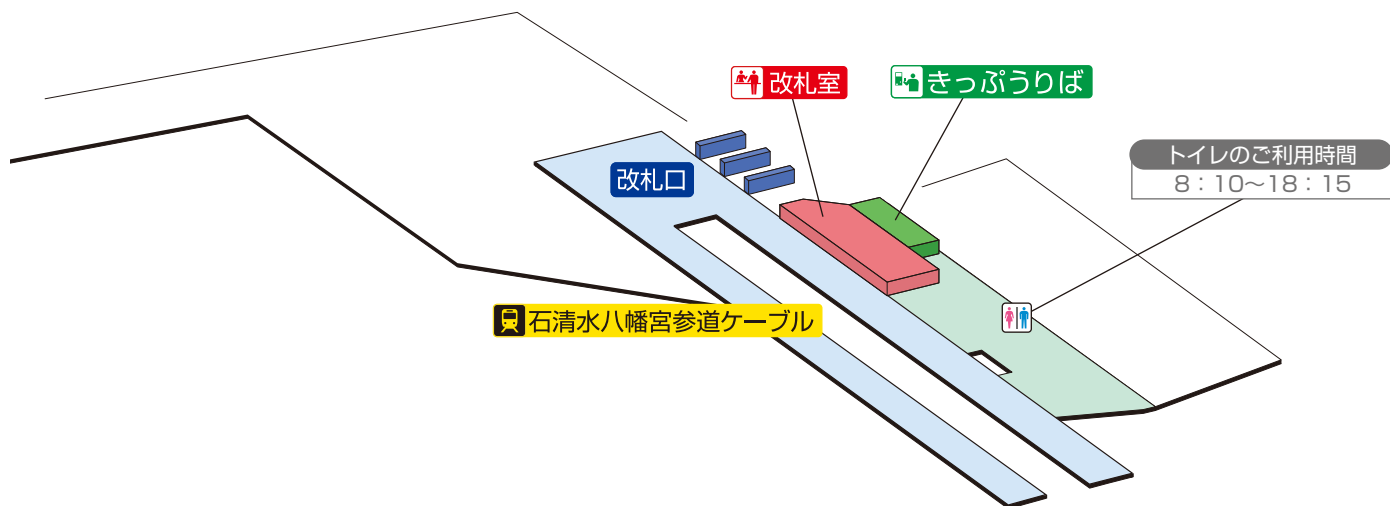 改札室
きっぷうりば
トイレのご利用時間
8：10～18：15
改札口
石清水八幡宮参道ケーブル